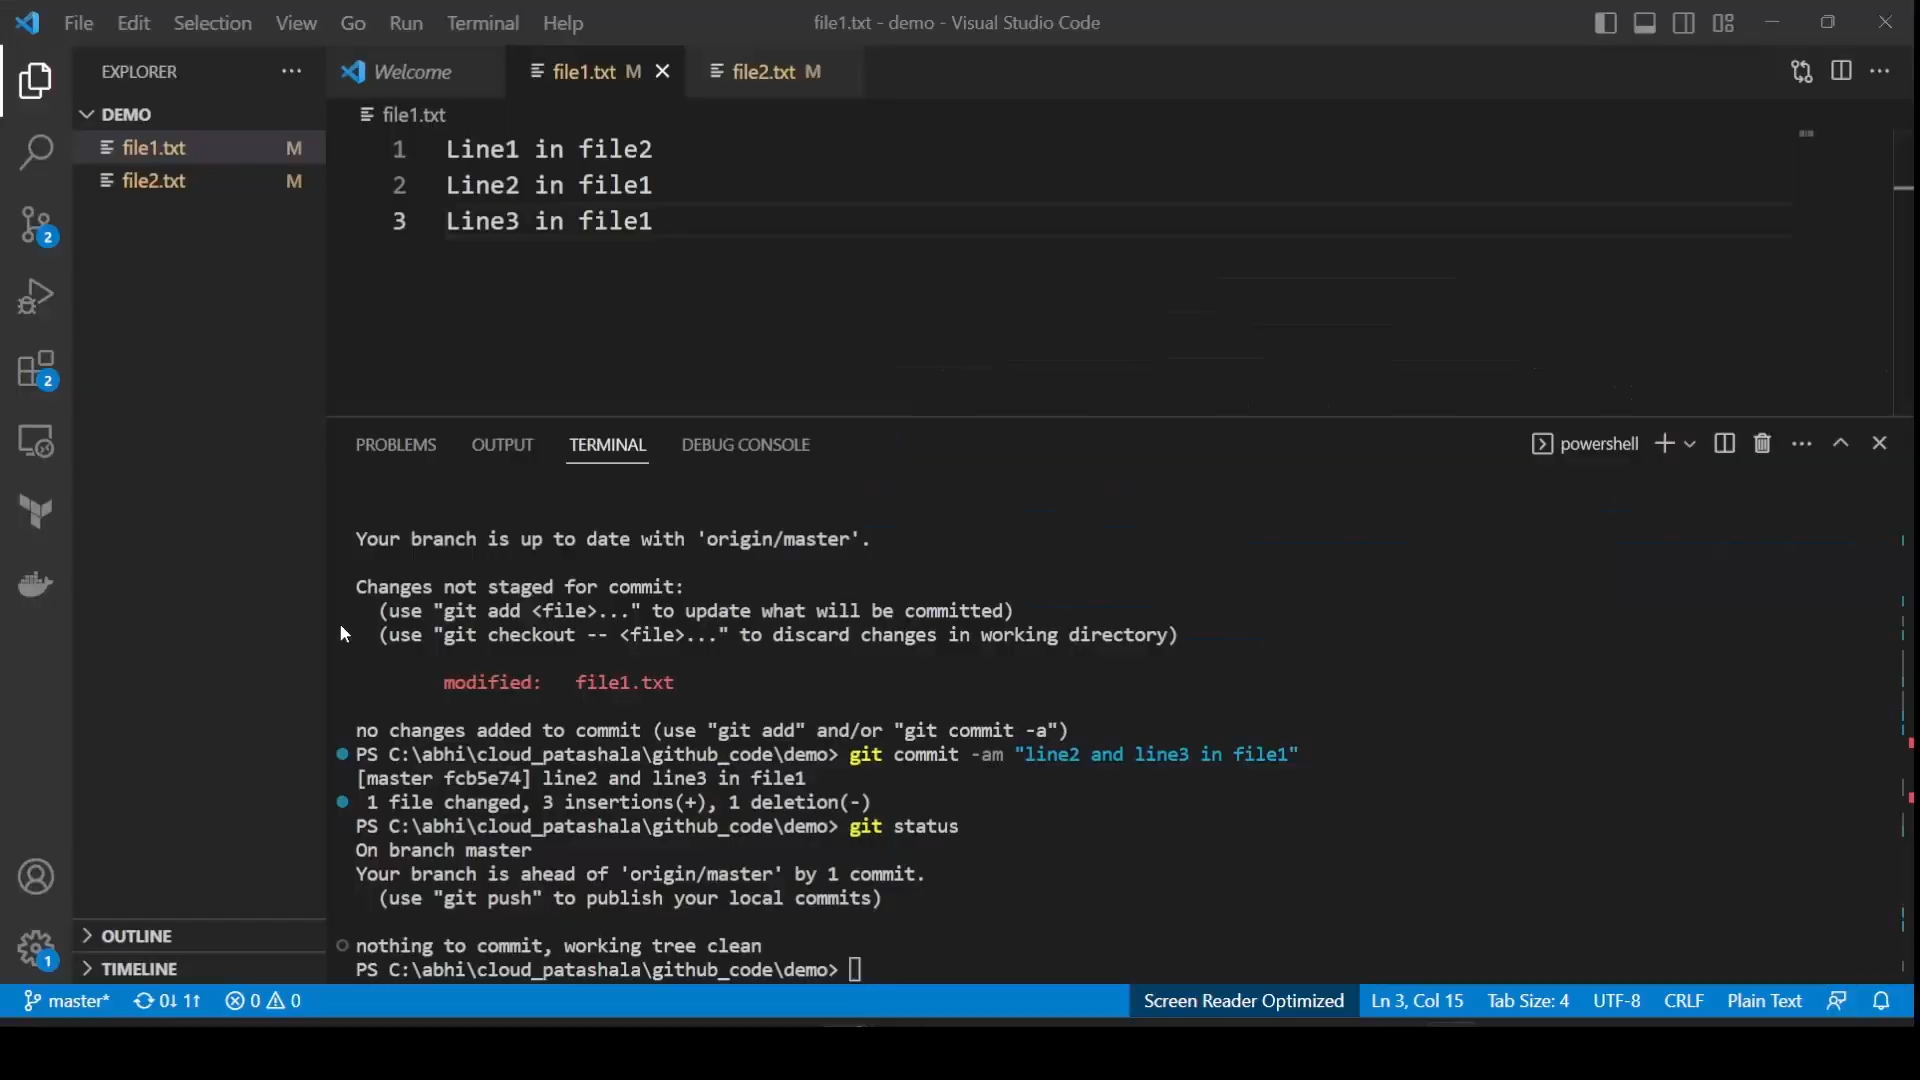 File Edit Selection View Go Run Terminal Help
file1.txt - demo - Visual Studio Code
EXPLORER
Welcome
file1.txt M
file2.txt M
DEMO
file1.txt M
file2.txt M
file1.txt
1 Line1 in file2
2 Line2 in file1
3 Line3 in file1
2
2
PROBLEMS OUTPUT TERMINAL DEBUG CONSOLE
powershell
Your branch is up to date with 'origin/master'.
Changes not staged for commit:
(use "git add <file>..." to update what will be committed)
(use "git checkout -- <file>..." to discard changes in working directory)
modified: file1.txt
no changes added to commit (use "git add" and/or "git commit -a")
PS C:\abhi\cloud_patashala\github_code\demo> git commit -am "line2 and line3 in file1"
[master fcb5e74] line2 and line3 in file1
1 file changed, 3 insertions(+), 1 deletion(-)
PS C:\abhi\cloud_patashala\github_code\demo> git status
On branch master
Your branch is ahead of 'origin/master' by 1 commit.
(use "git push" to publish your local commits)
nothing to commit, working tree clean
PS C:\abhi\cloud_patashala\github_code\demo>
OUTLINE
TIMELINE
1
master* 0↓ 1↑ 0 0
Screen Reader Optimized Ln 3, Col 15 Tab Size: 4 UTF-8 CRLF Plain Text